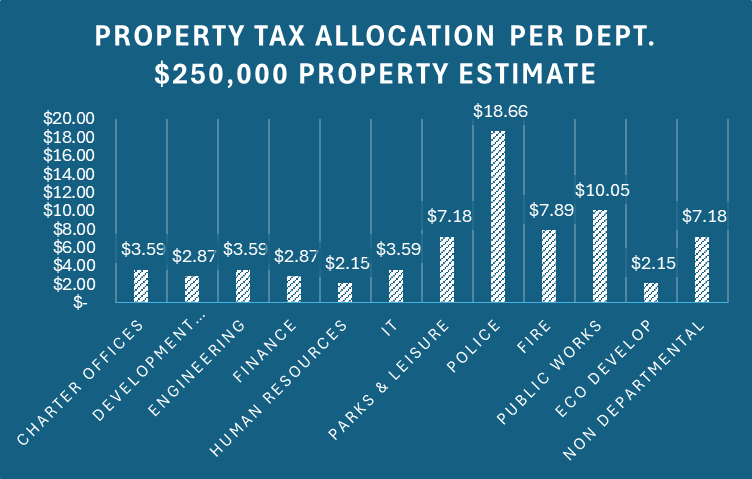 PROPERTY TAX ALLOCATION PER DEPT.
$250,000 PROPERTY ESTIMATE
$20.00
$18.00
$16.00
$14.00
$12.00
$10.00
$8.00
$6.00
$4.00
$2.00
$-
$3.59
$2.87
$3.59
$2.87
$2.15
$3.59
$7.18
$18.66
$7.89
$10.05
$2.15
$7.18
CHARTER OFFICES
DEVELOPMENT...
ENGINEERING
FINANCE
HUMAN RESOURCES
IT
PARKS & LEISURE
POLICE
FIRE
PUBLIC WORKS
ECO DEVELOP
NON DEPARTMENTAL